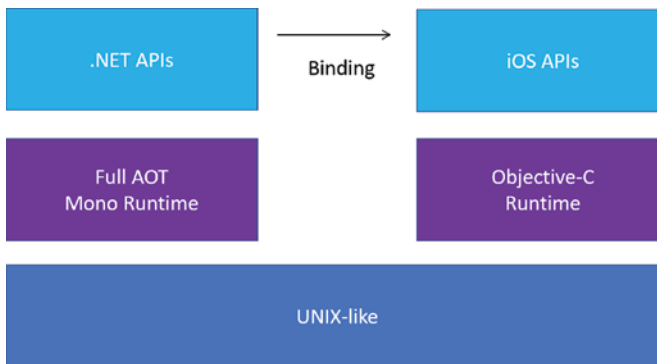 .NET APIs
Binding
iOS APIs
Full AOT
Mono Runtime
Objective-C
Runtime
UNIX-like